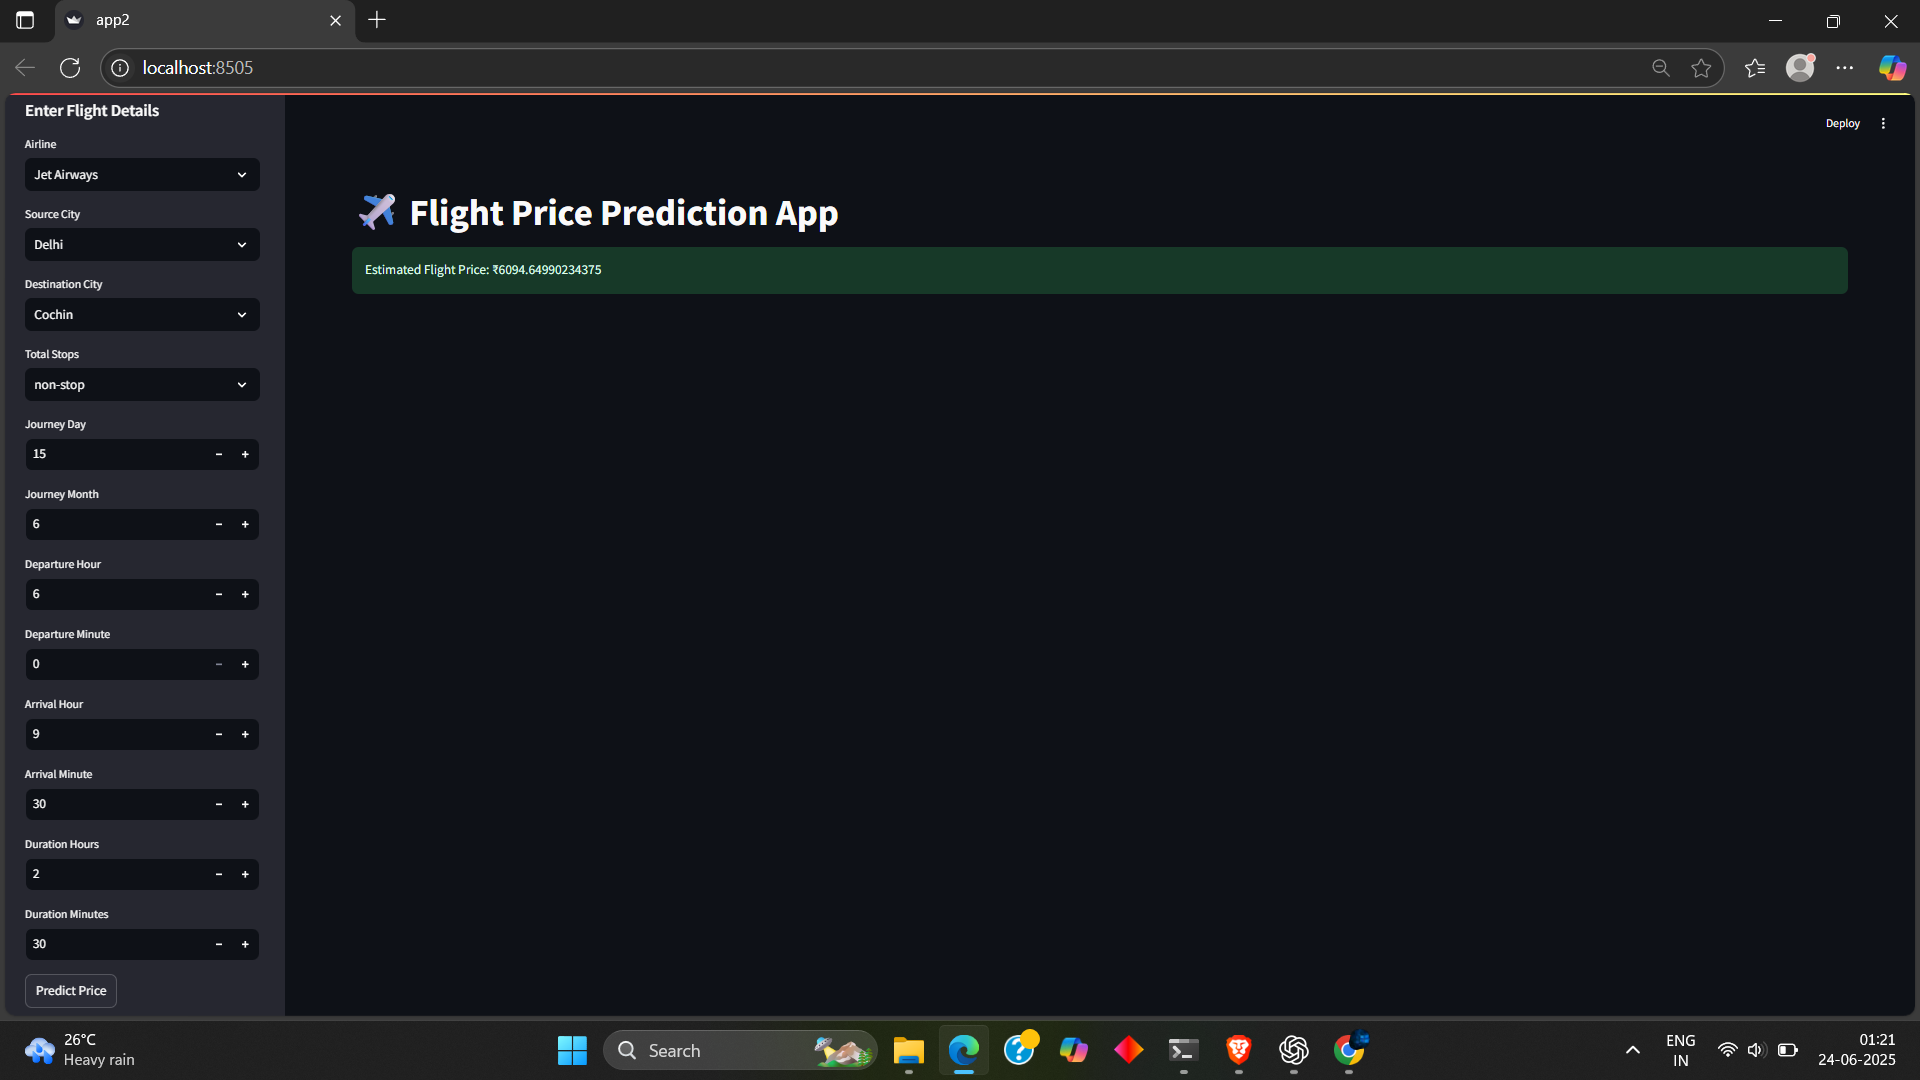 app2
localhost:8505
Enter Flight Details
Airline
Jet Airways
Source City
Delhi
Destination City
Cochin
Total Stops
non-stop
Journey Day
15
Journey Month
6
Departure Hour
6
Departure Minute
0
Arrival Hour
9
Arrival Minute
30
Duration Hours
2
Duration Minutes
30
Predict Price
Deploy
Flight Price Prediction App
Estimated Flight Price: ₹6094.64990234375
26°C
Heavy rain
Search
ENG
IN
01:21
24-06-2025